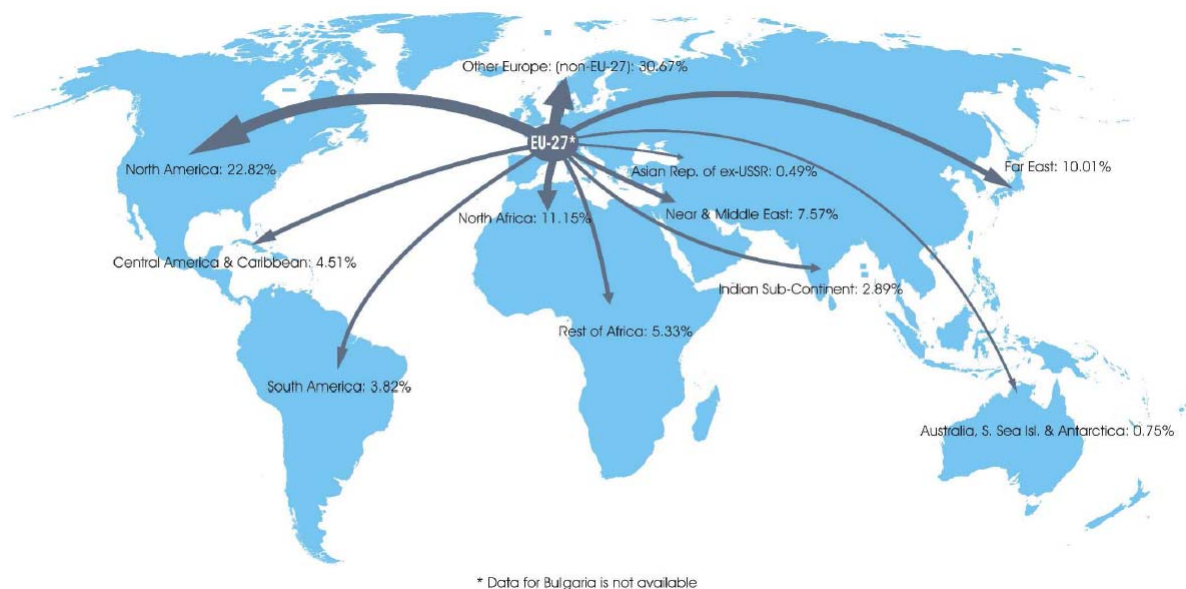 Other Europe: (non-EU-27): 30.67%
EU-27*
North America: 22.82%
Asian Rep. of ex-USSR: 0.49%
Far East: 10.01%
North Africa: 11.15%
Near & Middle East: 7.57%
Central America & Caribbean: 4.51%
Indian Sub-Continent: 2.89%
Rest of Africa: 5.33%
South America: 3.82%
Australia, S. Sea Isl. & Antarctica: 0.75%
* Data for Bulgaria is not available